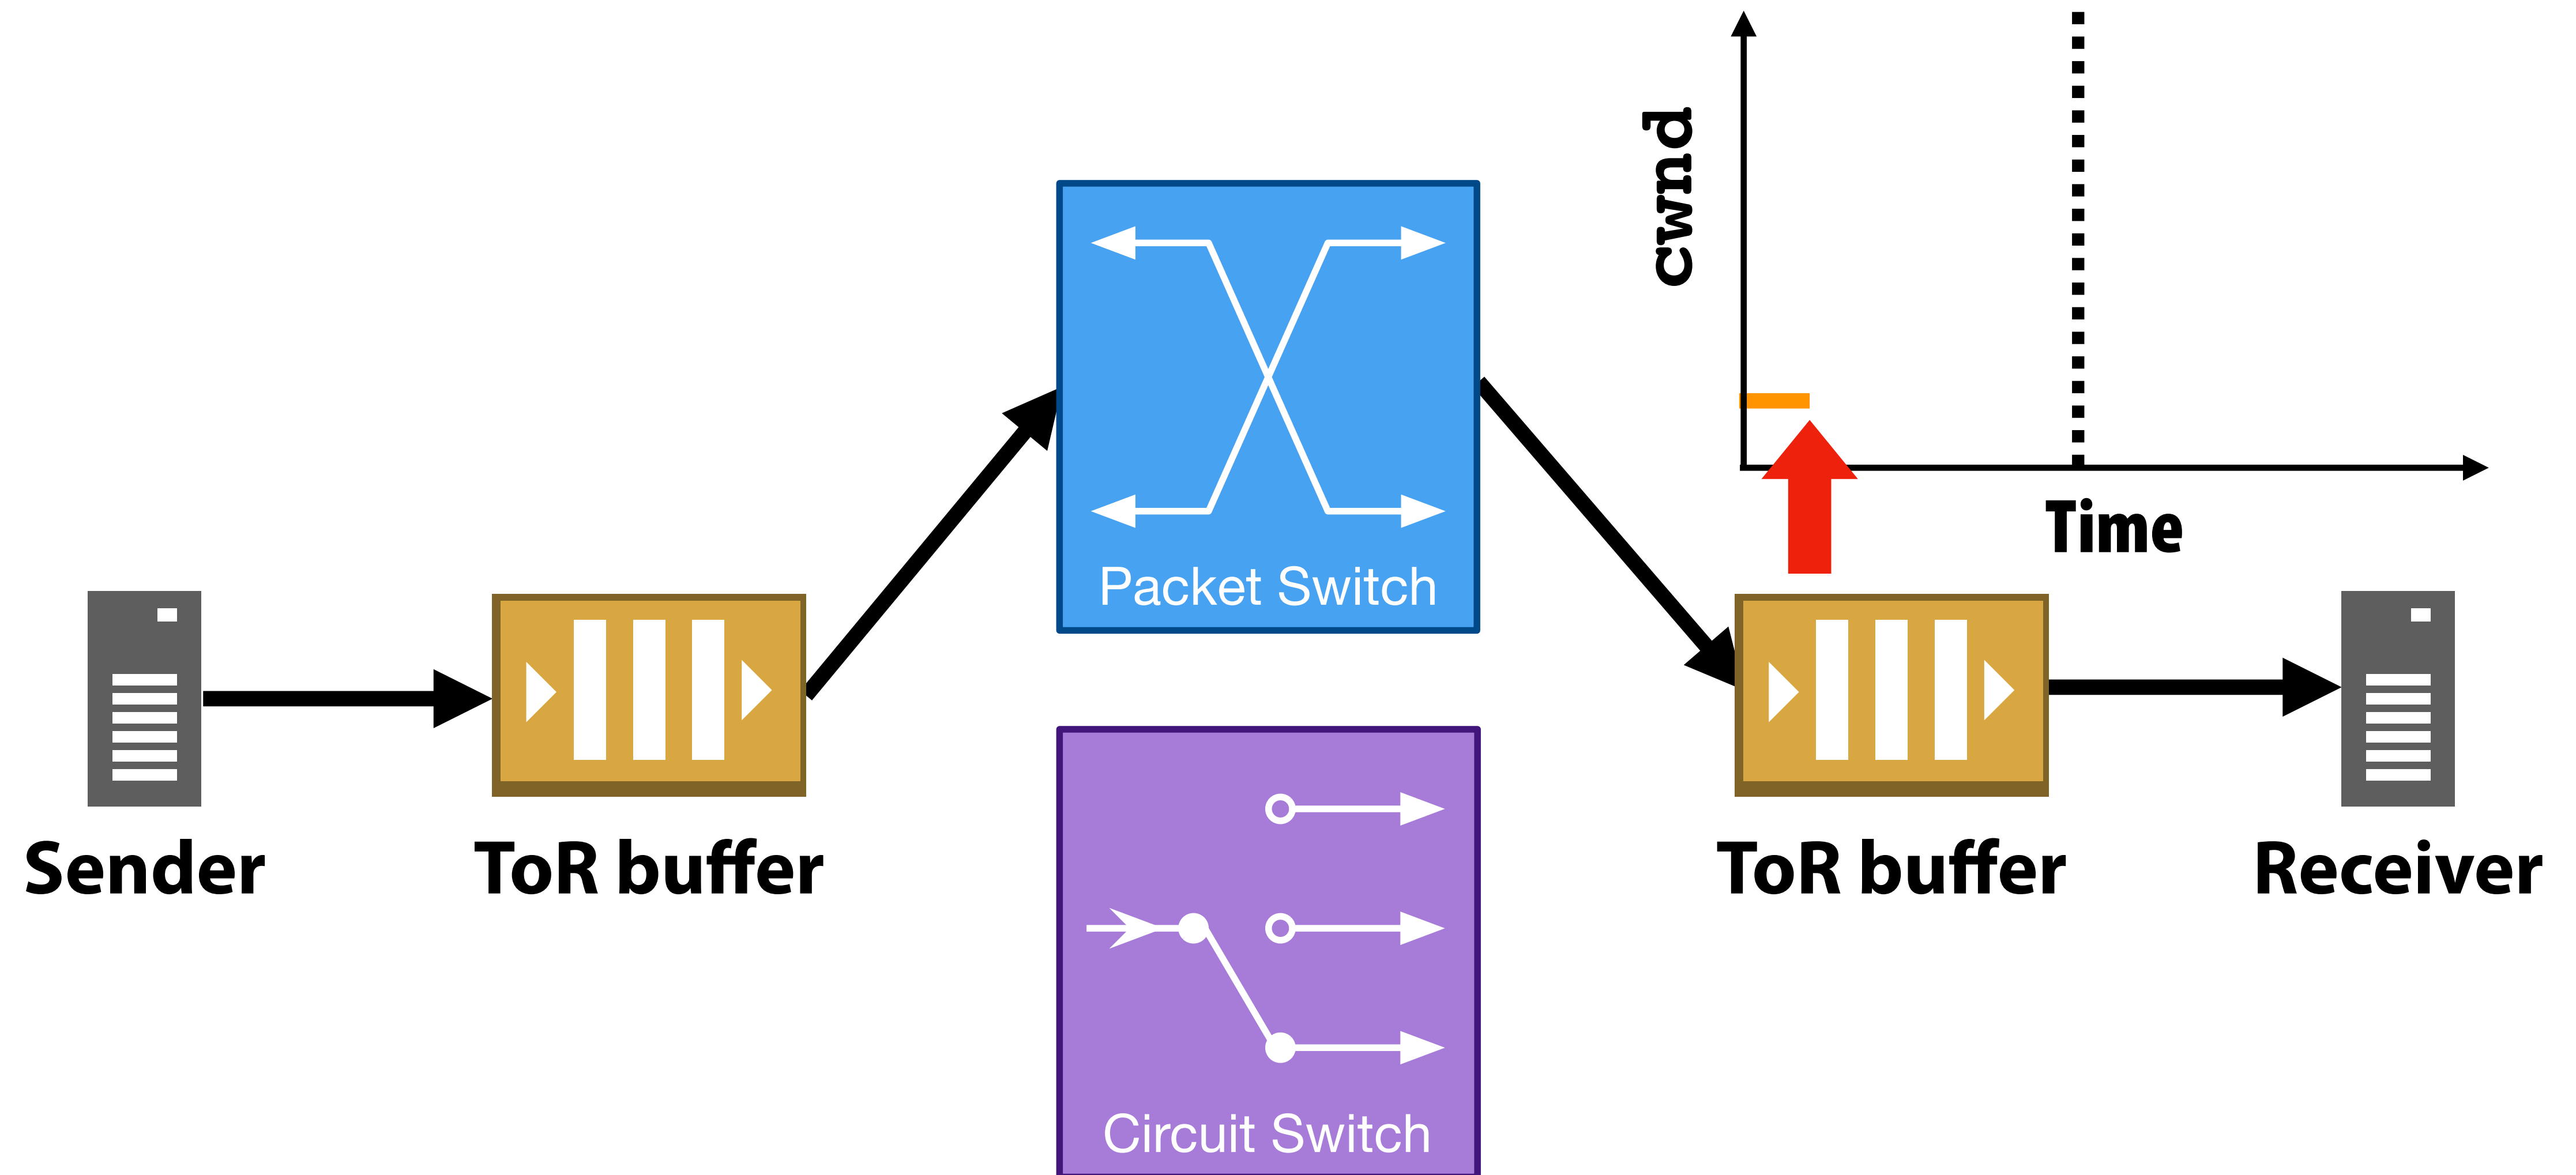 cwnd
Time
Packet Switch
Sender
ToR buffer
ToR buffer
Receiver
Circuit Switch